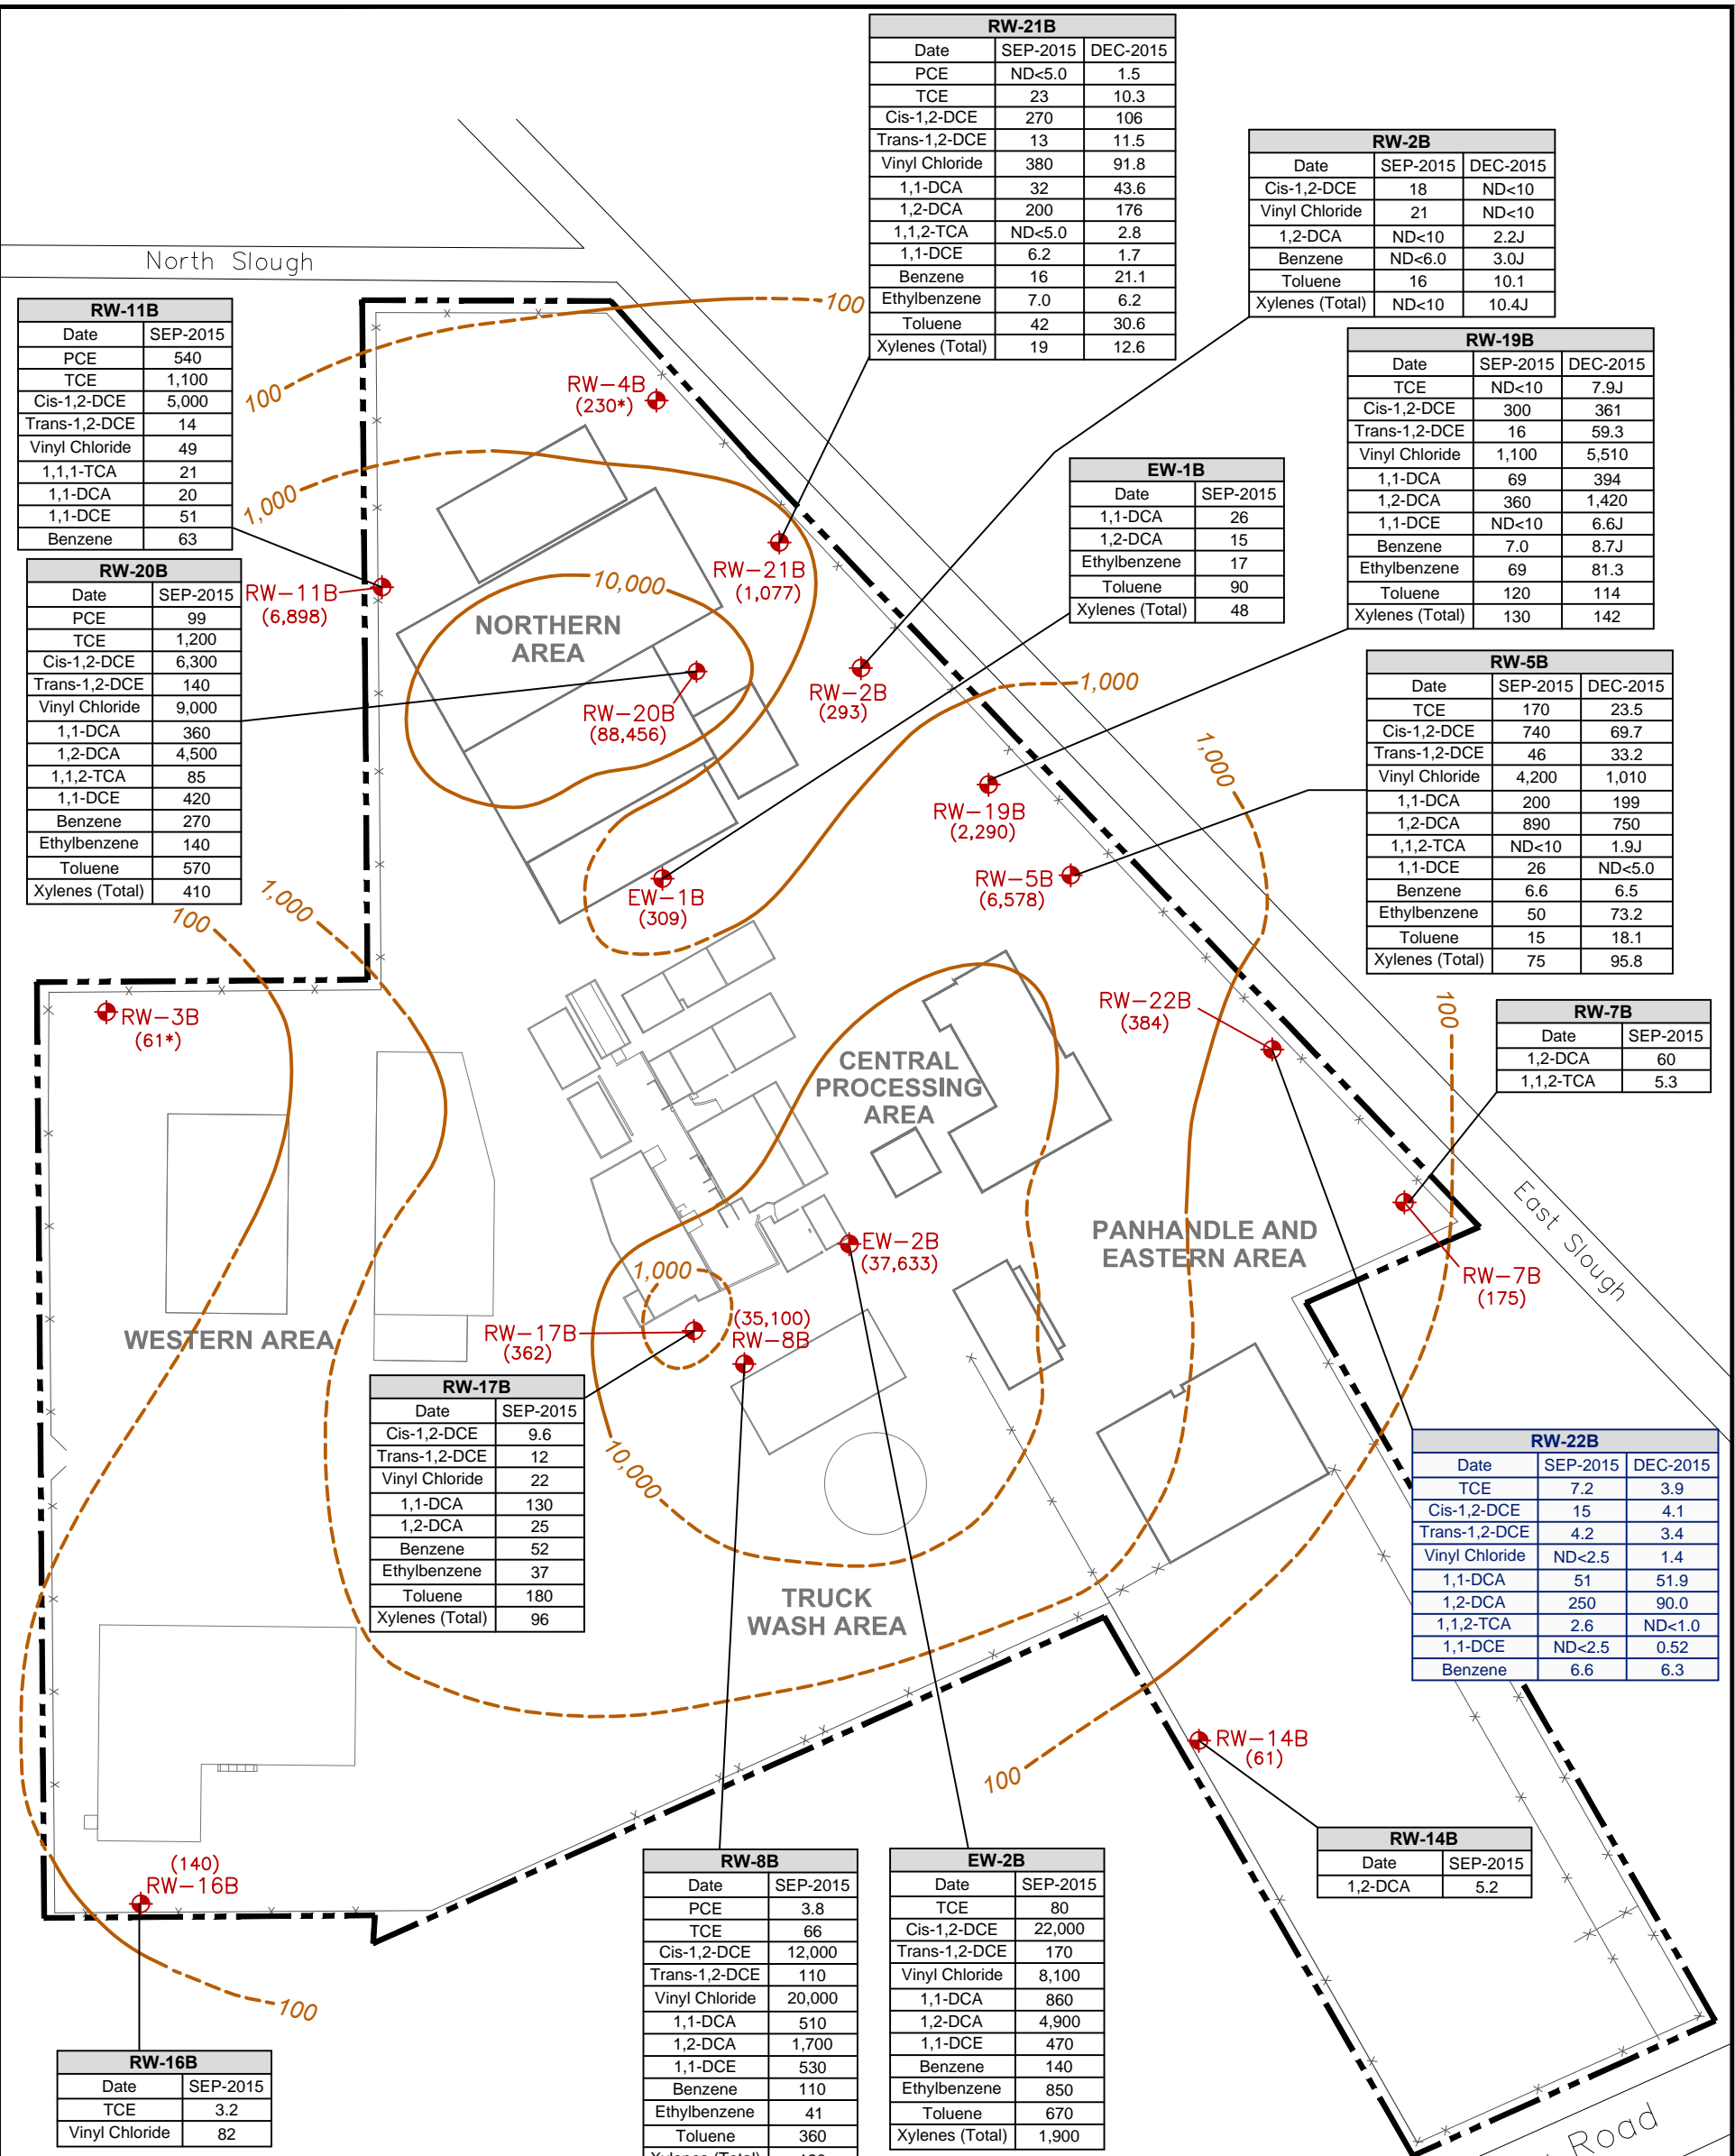 RW-21B
Date SEP-2015 DEC-2015
PCE ND<5.0 1.5
TCE 23 10.3
Cis-1,2-DCE 270 106
Trans-1,2-DCE 13 11.5
Vinyl Chloride 380 91.8
1,1-DCA 32 43.6
1,2-DCA 200 176
1,1,2-TCA ND<5.0 2.8
1,1-DCE 6.2 1.7
Benzene 16 21.1
Ethylbenzene 7.0 6.2
Toluene 42 30.6
Xylenes (Total) 19 12.6
RW-2B
Date SEP-2015 DEC-2015
Cis-1,2-DCE 18 ND<10
Vinyl Chloride 21 ND<10
1,2-DCA ND<10 2.2J
Benzene ND<6.0 3.0J
Toluene 16 10.1
Xylenes (Total) ND<10 10.4J
North Slough
RW-11B
Date SEP-2015
PCE 540
TCE 1,100
Cis-1,2-DCE 5,000
Trans-1,2-DCE 14
Vinyl Chloride 49
1,1,1-TCA 21
1,1-DCA 20
1,1-DCE 51
Benzene 63
100
100
RW-4B
(230*)
RW-19B
Date SEP-2015 DEC-2015
TCE ND<10 7.9J
Cis-1,2-DCE 300 361
Trans-1,2-DCE 16 59.3
Vinyl Chloride 1,100 5,510
1,1-DCA 69 394
1,2-DCA 360 1,420
1,1-DCE ND<10 6.6J
Benzene 7.0 8.7J
Ethylbenzene 69 81.3
Toluene 120 114
Xylenes (Total) 130 142
EW-1B
Date SEP-2015
1,1-DCA 26
1,2-DCA 15
Ethylbenzene 17
Toluene 90
Xylenes (Total) 48
1,000
RW-20B
Date SEP-2015
PCE 99
TCE 1,200
Cis-1,2-DCE 6,300
Trans-1,2-DCE 140
Vinyl Chloride 9,000
1,1-DCA 360
1,2-DCA 4,500
1,1,2-TCA 85
1,1-DCE 420
Benzene 270
Ethylbenzene 140
Toluene 570
Xylenes (Total) 410
RW-11B
(6,898)
10,000
RW-21B
(1,077)
NORTHERN
AREA
RW-20B
(88,456)
RW-2B
(293)
1,000
RW-5B
Date SEP-2015 DEC-2015
TCE 170 23.5
Cis-1,2-DCE 740 69.7
Trans-1,2-DCE 46 33.2
Vinyl Chloride 4,200 1,010
1,1-DCA 200 199
1,2-DCA 890 750
1,1,2-TCA ND<10 1.9J
1,1-DCE 26 ND<5.0
Benzene 6.6 6.5
Ethylbenzene 50 73.2
Toluene 15 18.1
Xylenes (Total) 75 95.8
1,000
RW-19B
(2,290)
RW-5B
(6,578)
EW-1B
(309)
1,000
100
RW-3B
(61*)
RW-22B
(384)
100
RW-7B
Date SEP-2015
1,2-DCA 60
1,1,2-TCA 5.3
CENTRAL
PROCESSING
AREA
East Slough
PANHANDLE AND
EASTERN AREA
EW-2B
(37,633)
1,000
RW-7B
(175)
WESTERN AREA
RW-17B
(362)
(35,100)
RW-8B
RW-17B
Date SEP-2015
Cis-1,2-DCE 9.6
Trans-1,2-DCE 12
Vinyl Chloride 22
1,1-DCA 130
1,2-DCA 25
Benzene 52
Ethylbenzene 37
Toluene 180
Xylenes (Total) 96
10,000
RW-22B
Date SEP-2015 DEC-2015
TCE 7.2 3.9
Cis-1,2-DCE 15 4.1
Trans-1,2-DCE 4.2 3.4
Vinyl Chloride ND<2.5 1.4
1,1-DCA 51 51.9
1,2-DCA 250 90.0
1,1,2-TCA 2.6 ND<1.0
1,1-DCE ND<2.5 0.52
Benzene 6.6 6.3
TRUCK
WASH AREA
RW-14B
(61)
100
RW-14B
Date SEP-2015
1,2-DCA 5.2
(140)
RW-16B
100
RW-8B
Date SEP-2015
PCE 3.8
TCE 66
Cis-1,2-DCE 12,000
Trans-1,2-DCE 110
Vinyl Chloride 20,000
1,1-DCA 510
1,2-DCA 1,700
1,1-DCE 530
Benzene 110
Ethylbenzene 41
Toluene 360
Xylenes (Total)
EW-2B
Date SEP-2015
TCE 80
Cis-1,2-DCE 22,000
Trans-1,2-DCE 170
Vinyl Chloride 8,100
1,1-DCA 860
1,2-DCA 4,900
1,1-DCE 470
Benzene 140
Ethylbenzene 850
Toluene 670
Xylenes (Total) 1,900
RW-16B
Date SEP-2015
TCE 3.2
Vinyl Chloride 82
Road